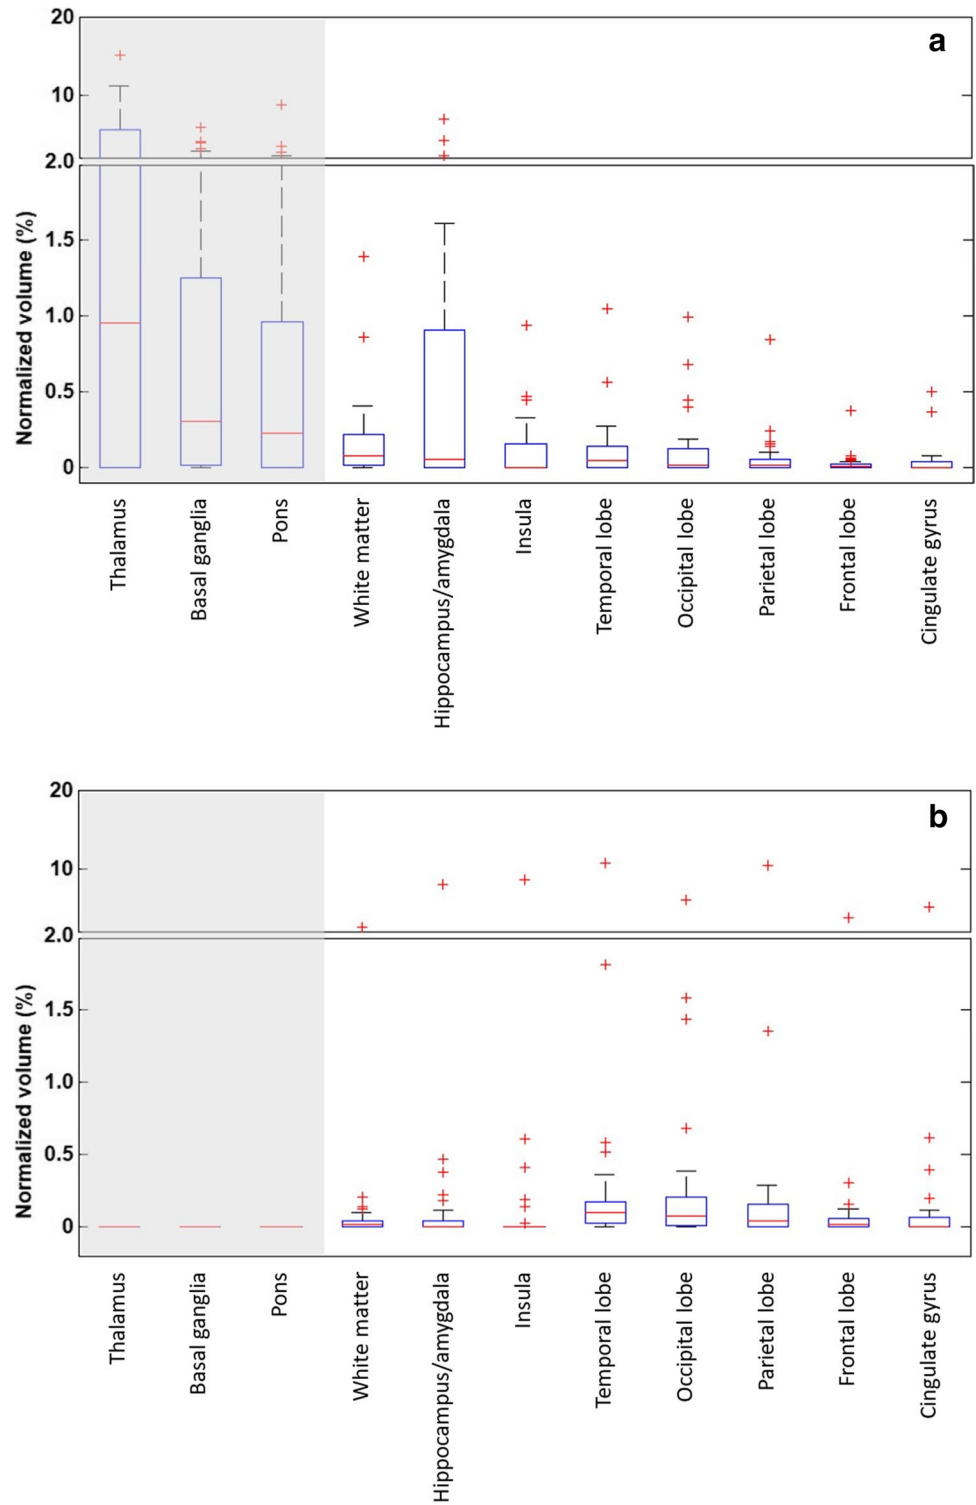 20
a
10
2.0
Normalized volume (%)
1.5
1.0
0.5
0
Thalamus
Basal ganglia
Pons
White matter
Hippocampus/amygdala
Insula
Temporal lobe
Occipital lobe
Parietal lobe
Frontal lobe
Cingulate gyrus
20
b
10
2.0
Normalized volume (%)
1.5
1.0
0.5
0
Thalamus
Basal ganglia
Pons
White matter
Hippocampus/amygdala
Insula
Temporal lobe
Occipital lobe
Parietal lobe
Frontal lobe
Cingulate gyrus